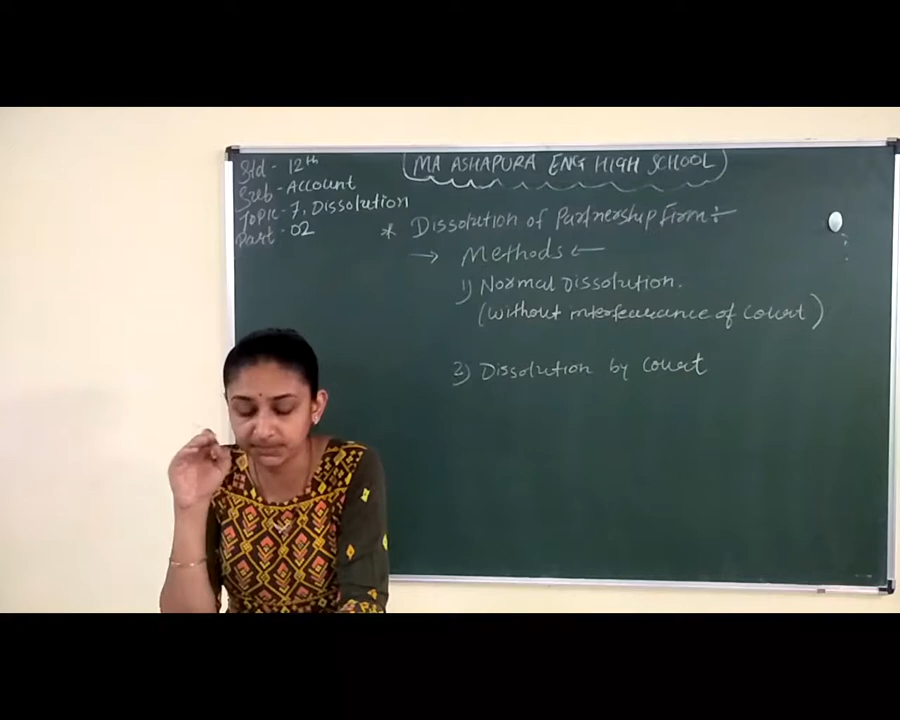 Std - 12th
Sub - Account
Topic - 7, Dissolution
Part - 02
MA ASHAPURA ENG HIGH SCHOOL
* Dissolution of Partnership Firm ÷
→ Methods ←
1) Normal Dissolution.
(without interfeurance of court)
2) Dissolution by court